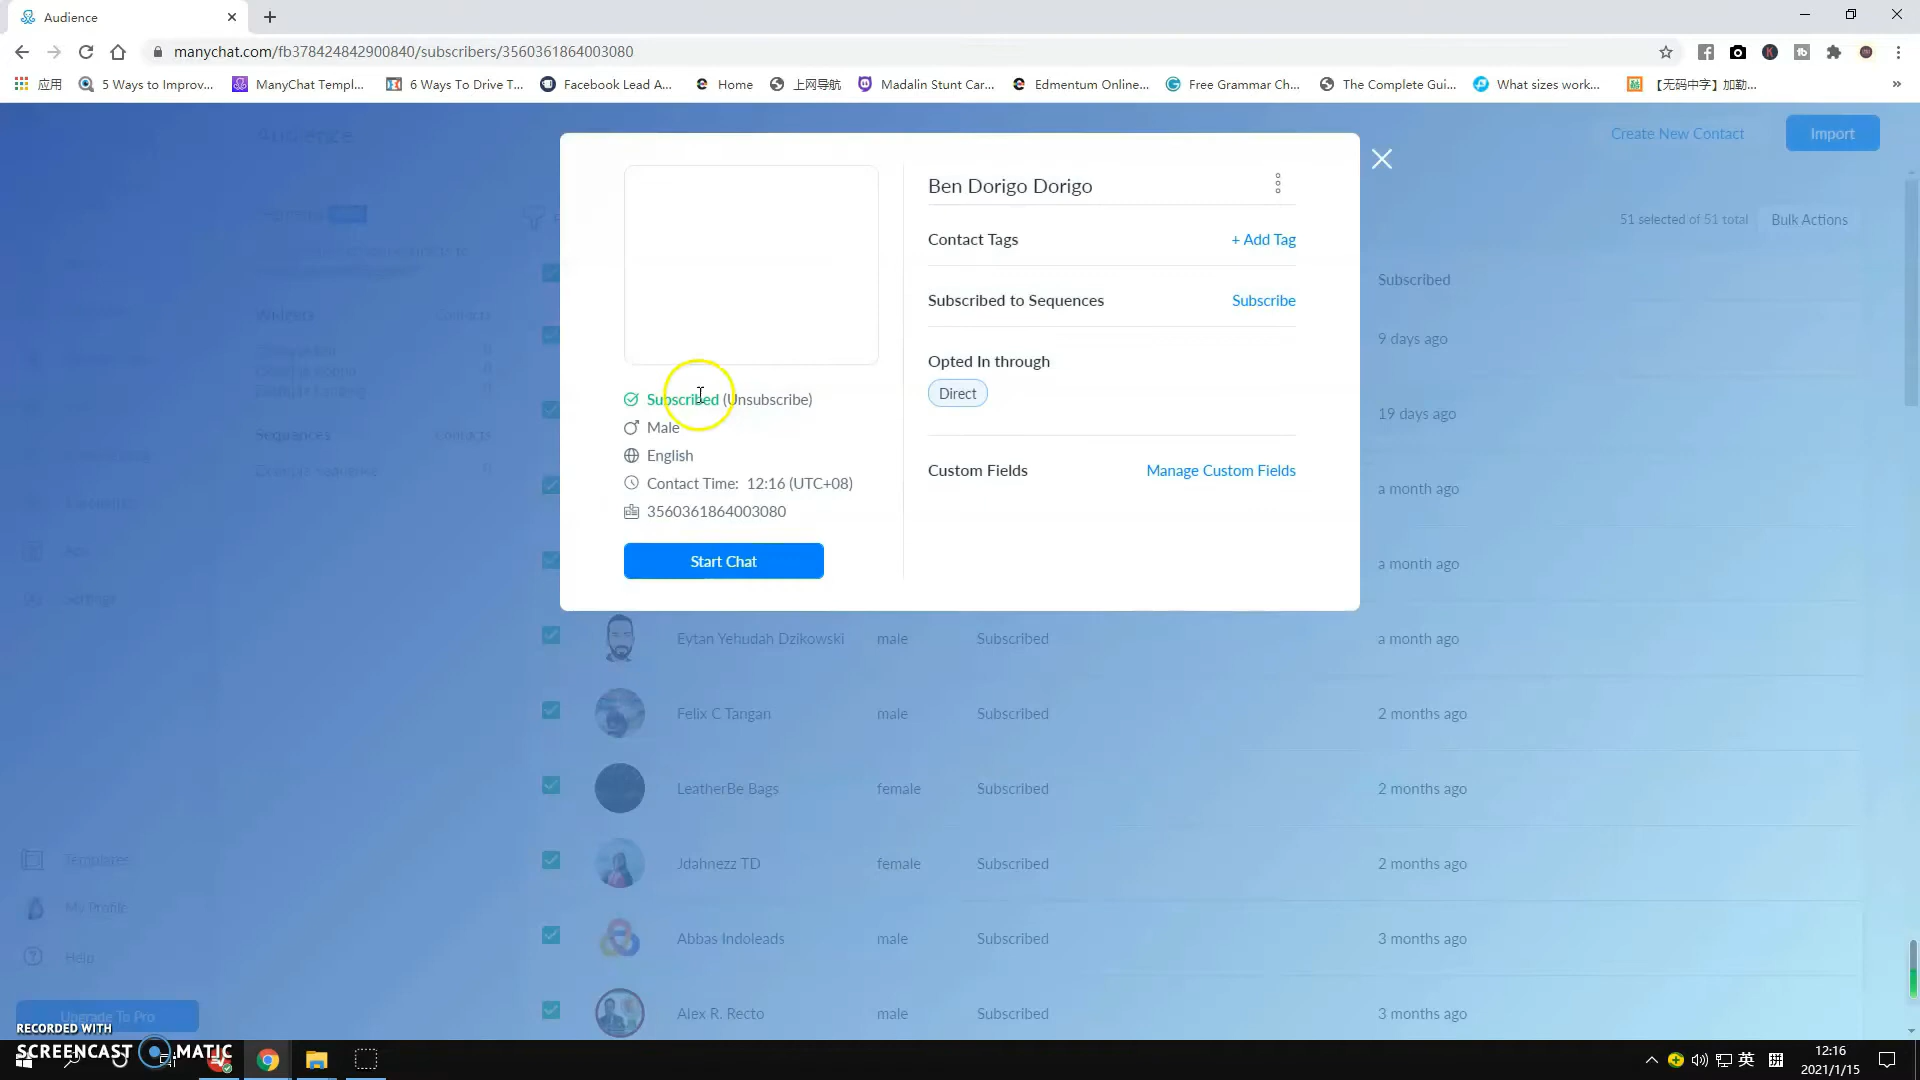 Audience
manychat.com/fb378424842900840/subscribers/3560361864003080
应用
5 Ways to Improv...
ManyChat Templ...
6 Ways To Drive T...
Facebook Lead A...
Home
上网导航
Madalin Stunt Car...
Edmentum Online...
Free Grammar Ch...
The Complete Gui...
What sizes work...
【无码中字】加勒...
Audience
Create New Contact
Import
51 selected of 51 total
Bulk Actions
Widgets
Contacts
Sequences
Contacts
Subscribed
9 days ago
19 days ago
a month ago
a month ago
Ben Dorigo Dorigo
Contact Tags
+ Add Tag
Subscribed to Sequences
Subscribe
Opted In through
Direct
Custom Fields
Manage Custom Fields
Subscribed (Unsubscribe)
Male
English
Contact Time: 12:16 (UTC+08)
3560361864003080
Start Chat
Settings
Eytan Yehudah Dzikowski male Subscribed a month ago
Felix C Tangan male Subscribed 2 months ago
LeatherBe Bags female Subscribed 2 months ago
Jdahnezz TD female Subscribed 2 months ago
Abbas Indoleads male Subscribed 3 months ago
Alex R. Recto male Subscribed 3 months ago
Templates
My Profile
Help
Upgrade To Pro
RECORDED WITH
SCREENCAST MATIC
英
拼
12:16
2021/1/15